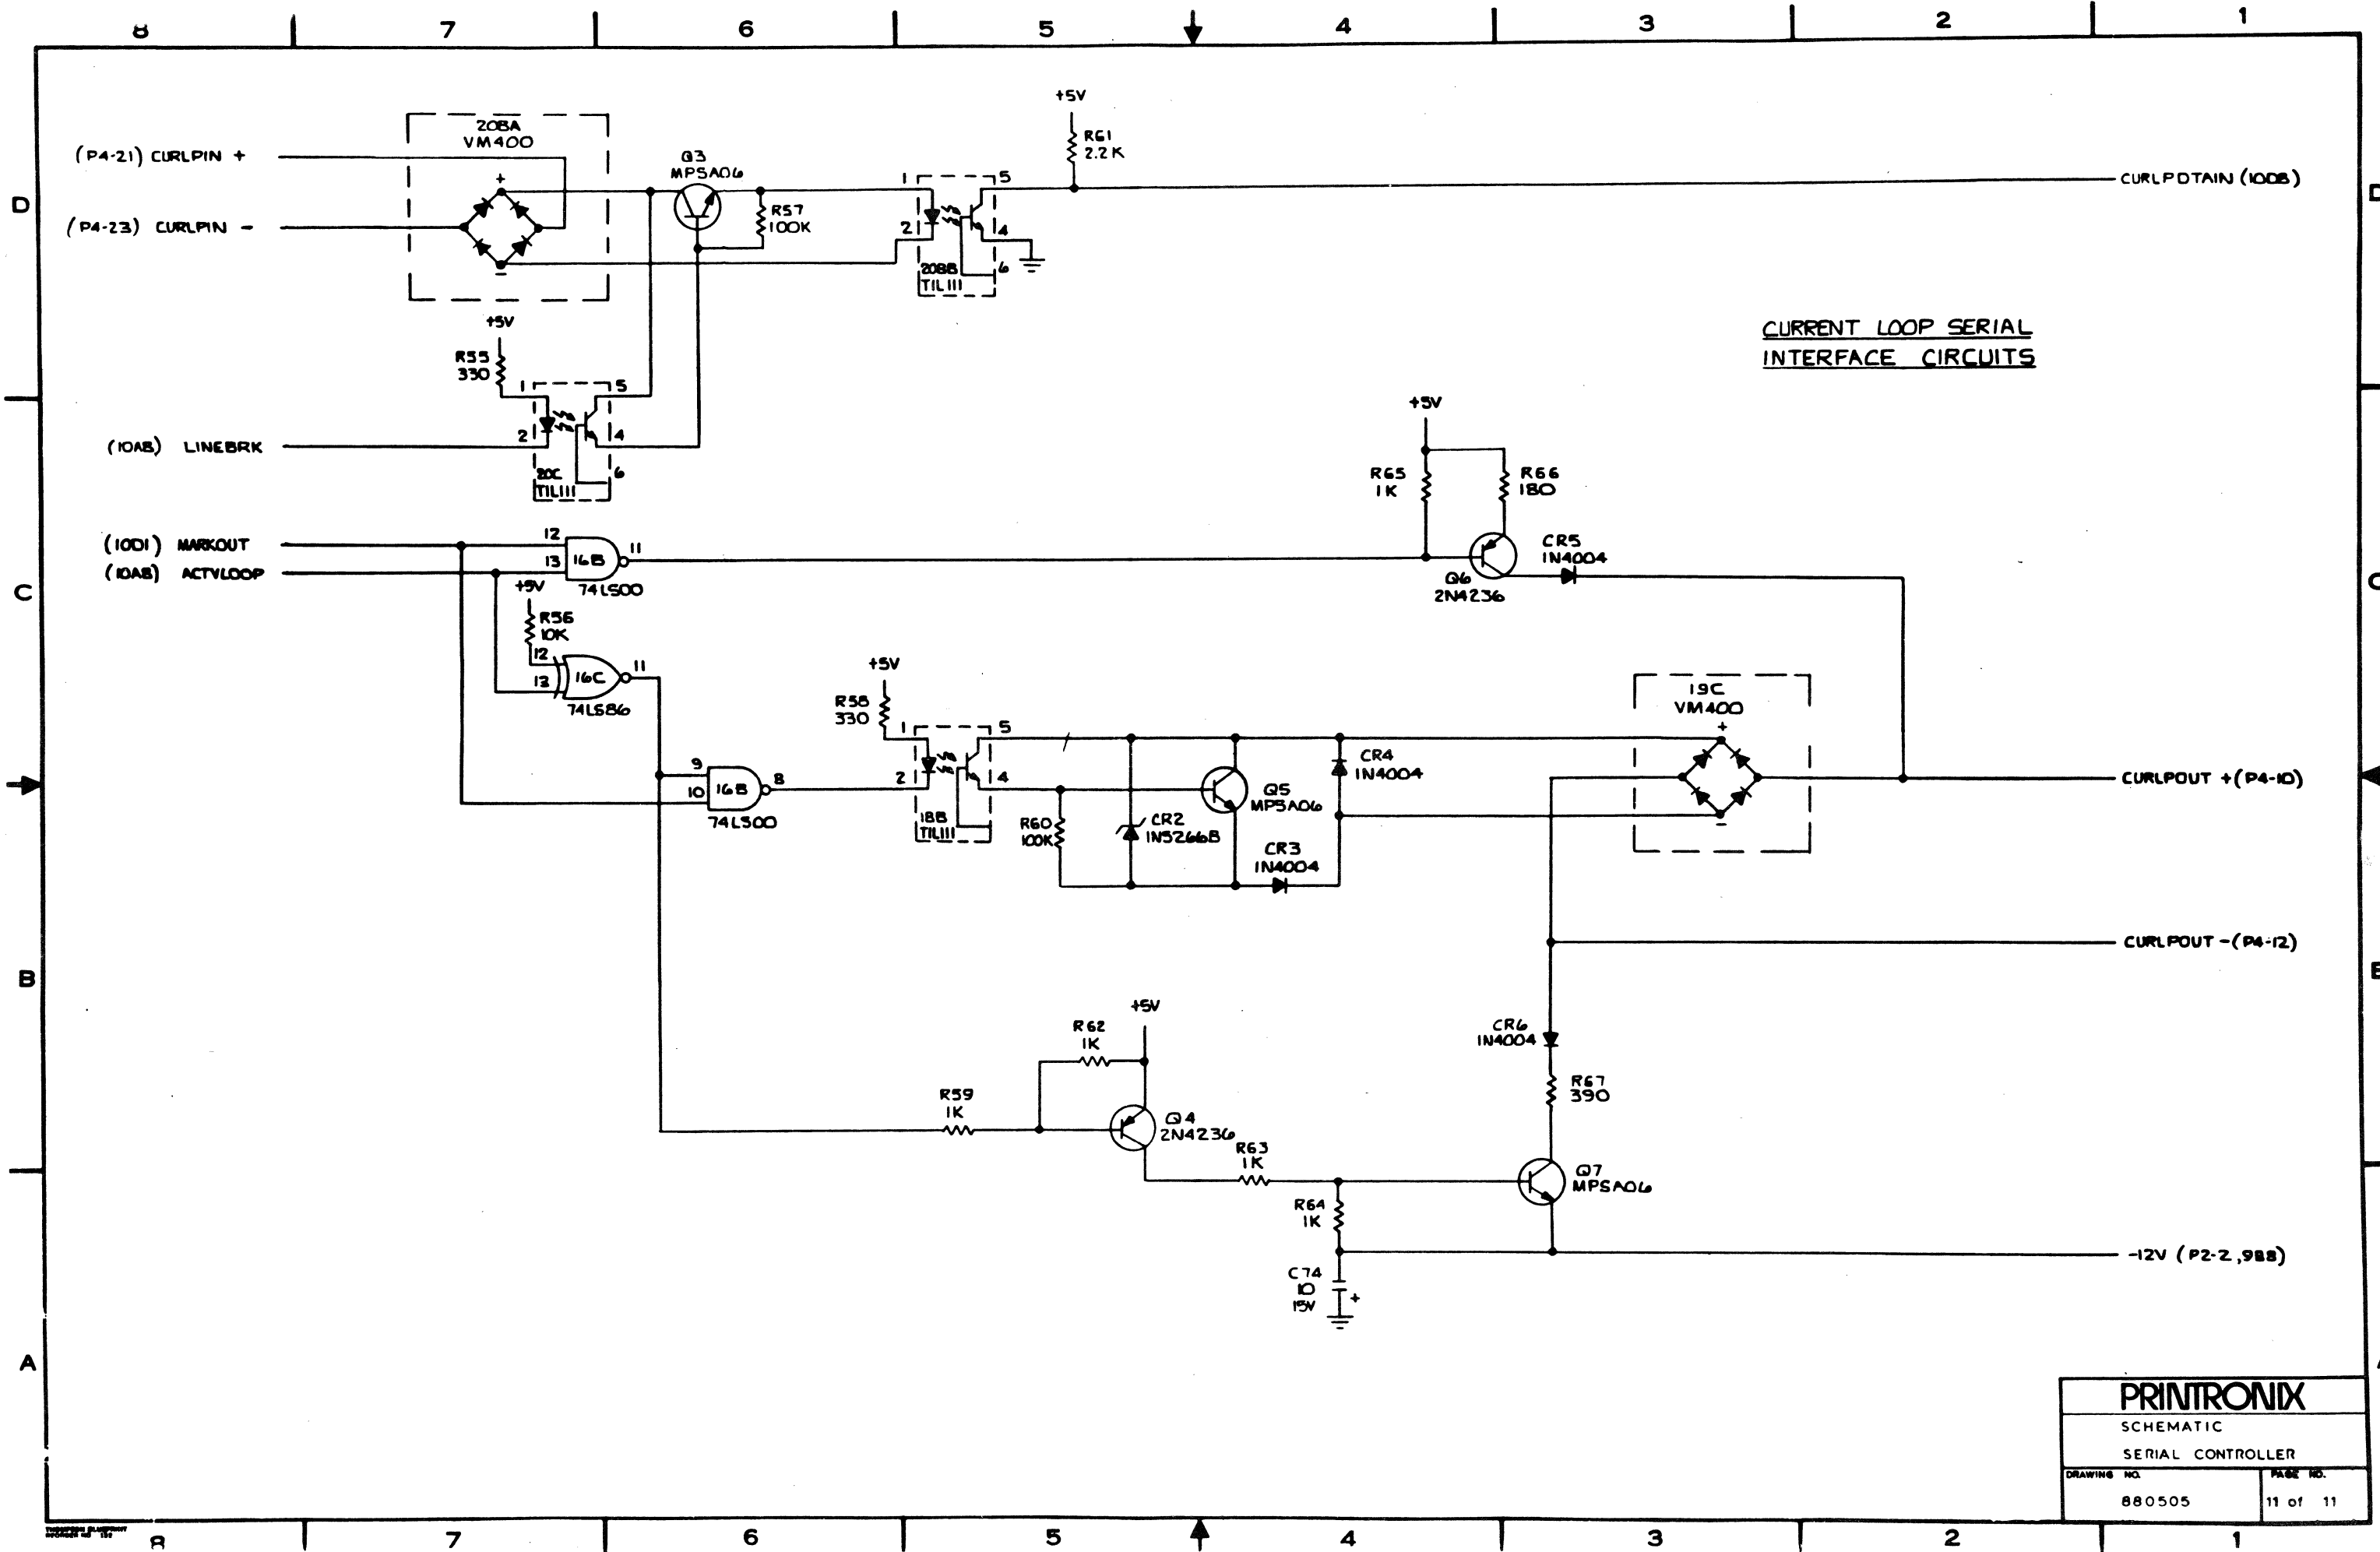 8 7 6 5 4 3 2 1
D
C
B
A
20BA
VM400
(P4-21) CURLPIN +
(P4-23) CURLPIN -
+
-
Q3
MPSA06
R57
100K
+5V
R61
2.2K
1 5
2 4
6
20BB
TIL111
CURLPDTAIN (10D8)
CURRENT LOOP SERIAL
INTERFACE CIRCUITS
+5V
R55
330
1 5
2 4
6
20C
TIL111
(10A8) LINEBRK
(10D1) MARKOUT
(10A8) ACTVLOOP
12
13
11
16B
74LS00
+5V
R56
10K
12
13
11
16C
74LS86
+5V
R65
1K
R66
180
Q6
2N4236
CR5
1N4004
+5V
R58
330
9
10
8
16B
74LS00
1 5
2 4
18B
TIL111
R60
100K
CR2
1N5266B
Q5
MPSA06
CR4
1N4004
CR3
1N4004
19C
VM400
+
-
CURLPOUT +(P4-10)
CURLPOUT -(P4-12)
CR6
1N4004
R67
390
+5V
R62
1K
R59
1K
Q4
2N4236
R63
1K
R64
1K
Q7
MPSA06
-12V (P2-2,9B8)
C74
10
15V
+
PRINTRONIX
SCHEMATIC
SERIAL CONTROLLER
DRAWING NO. PAGE NO.
880505 11 of 11
8 7 6 5 4 3 2 1